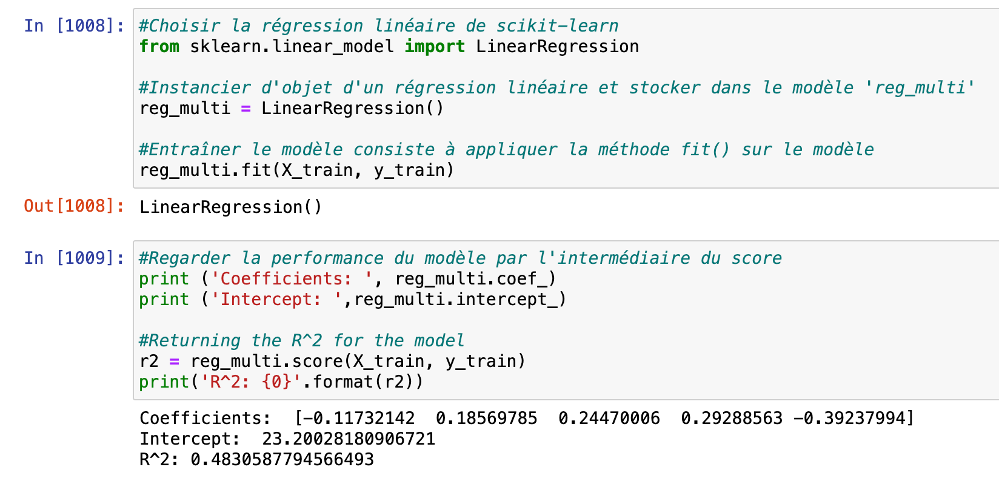 In [1008]: #Choisir la régression linéaire de scikit-learn
from sklearn.linear_model import LinearRegression
#Instancier d'objet d'un régression linéaire et stocker dans le modèle 'reg_multi'
reg_multi = LinearRegression()
#Entraîner le modèle consiste à appliquer la méthode fit() sur le modèle
reg_multi.fit(X_train, y_train)
Out[1008]: LinearRegression()
In [1009]: #Regarder la performance du modèle par l'intermédiaire du score
print ('Coefficients: ', reg_multi.coef_)
print ('Intercept: ',reg_multi.intercept_)
#Returning the R^2 for the model
r2 = reg_multi.score(X_train, y_train)
print('R^2: {0}'.format(r2))
Coefficients:  [-0.11732142  0.18569785  0.24470006  0.29288563 -0.39237994]
Intercept:  23.20028180906721
R^2: 0.4830587794566493